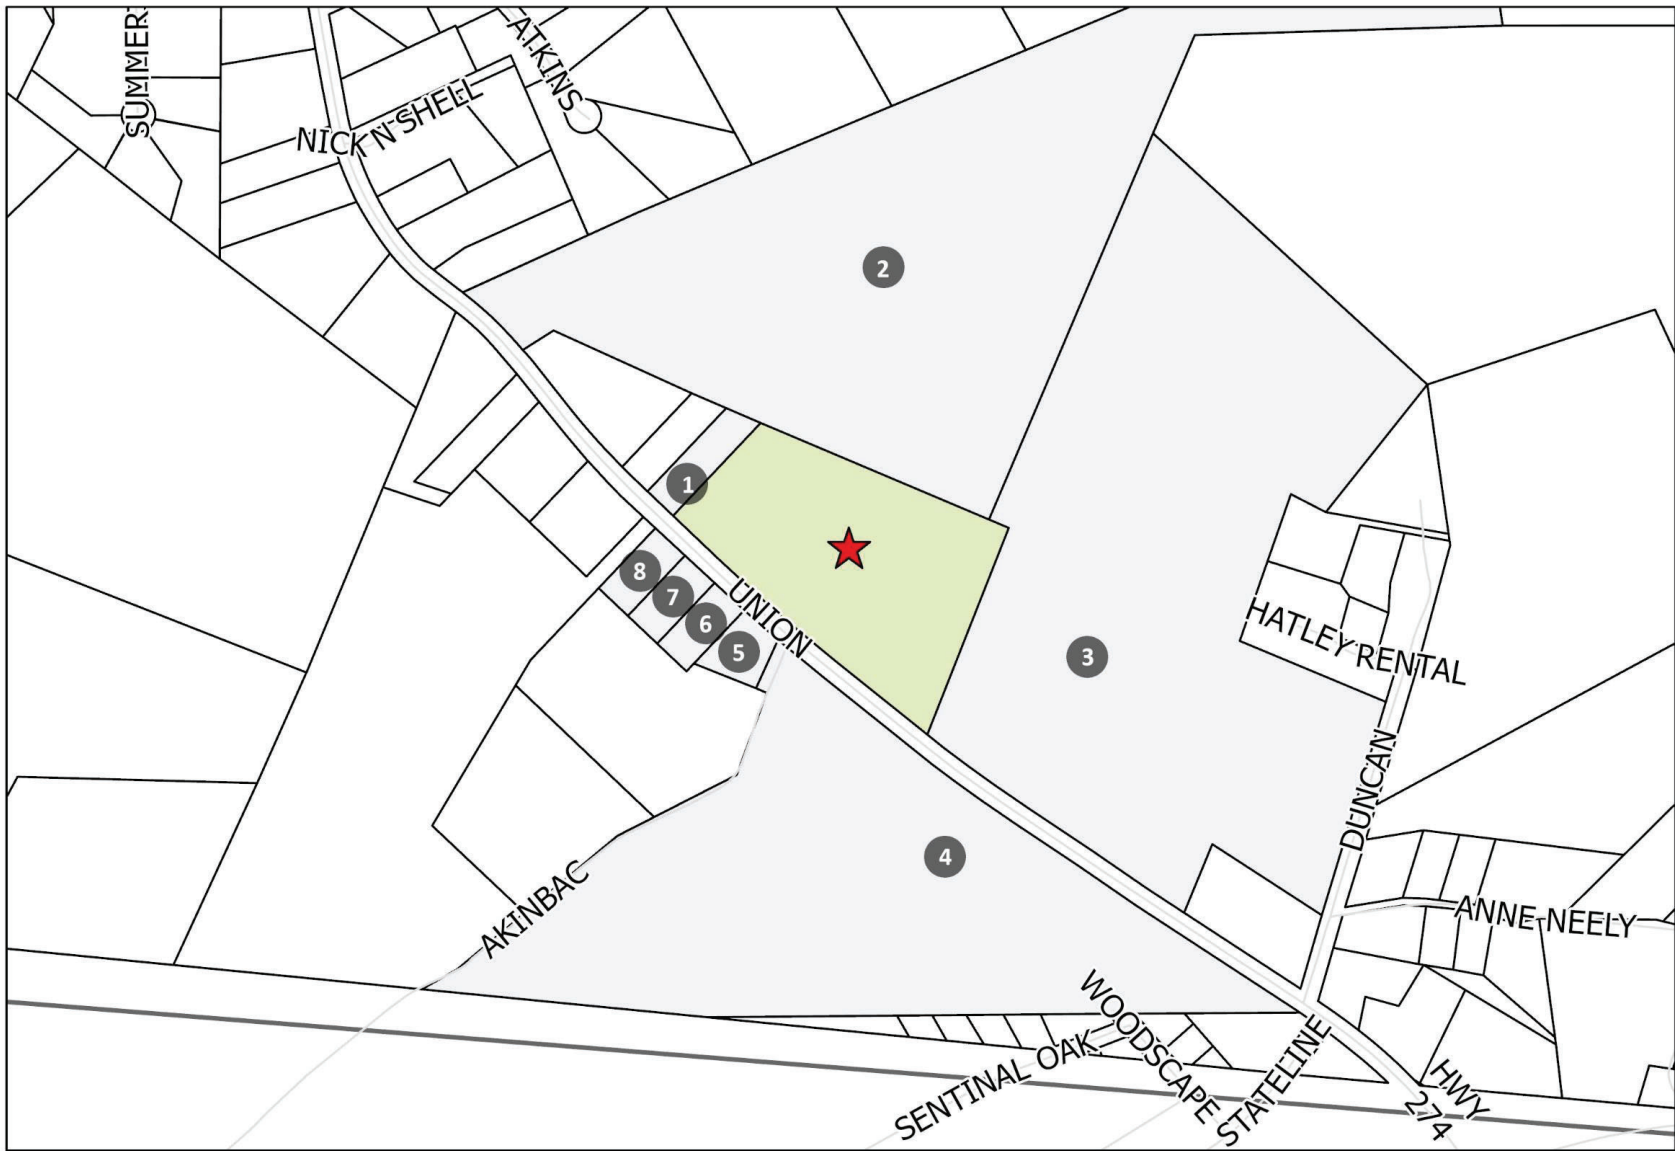 SUMMER
ATKINS
NICK N SHELL
2
1
8
7
6
5
UNION
3
HATLEY RENTAL
DUNCAN
4
AKINBAC
ANNE NEELY
WOODSCAPE
SENTINAL OAK
STATELINE
HWY
274